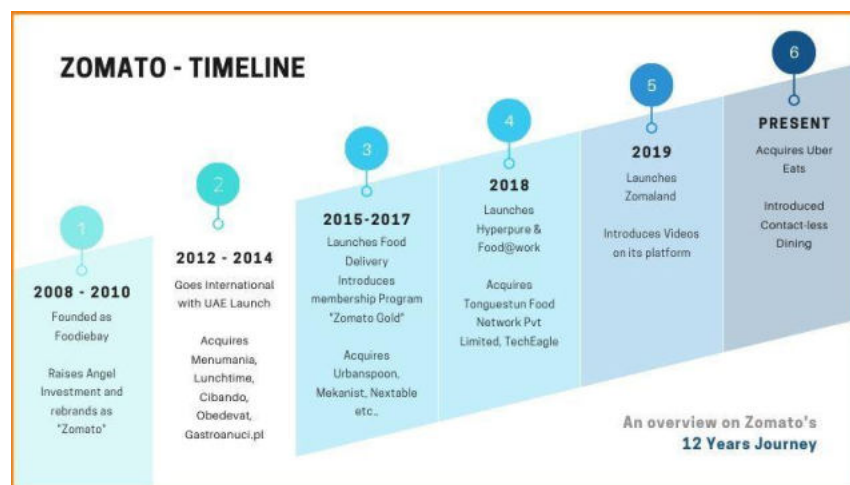 ZOMATO - TIMELINE
1
2008 - 2010
Founded as
Foodiebay
Raises Angel
Investment and
rebrands as
"Zomato"
2
2012 - 2014
Goes International
with UAE Launch
Acquires
Menumania,
Lunchtime,
Cibando,
Obedevat,
Gastroanuci.pl
3
2015-2017
Launches Food
Delivery
Introduces
membership Program
"Zomato Gold"
Acquires
Urbanspoon,
Mekanist, Nextable
etc..
4
2018
Launches
Hyperpure &
Food@work
Acquires
Tonguestun Food
Network Pvt
Limited, TechEagle
5
2019
Launches
Zomaland
Introduces Videos
on its platform
6
PRESENT
Acquires Uber
Eats
Introduced
Contact-less
Dining
An overview on Zomato's
12 Years Journey